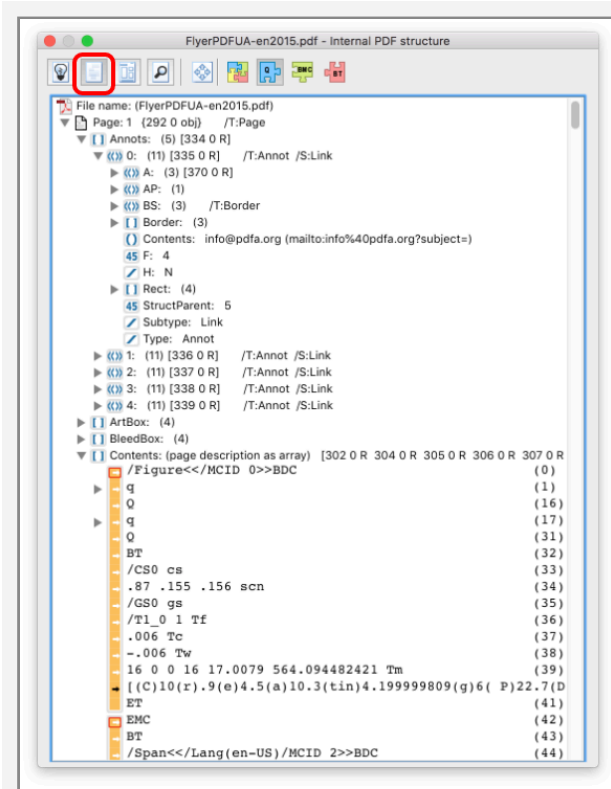 FlyerPDFUA-en2015.pdf - Internal PDF structure
Q BMC BT
File name: (FlyerPDFUA-en2015.pdf)
Page: 1 {292 0 obj} /T:Page
[ ] Annots: (5) [334 0 R]
0: (11) [335 0 R] /T:Annot /S:Link
A: (3) [370 0 R]
AP: (1)
BS: (3) /T:Border
[ ] Border: (3)
() Contents: info@pdfa.org (mailto:info%40pdfa.org?subject=)
45 F: 4
H: N
[ ] Rect: (4)
45 StructParent: 5
Subtype: Link
Type: Annot
1: (11) [336 0 R] /T:Annot /S:Link
2: (11) [337 0 R] /T:Annot /S:Link
3: (11) [338 0 R] /T:Annot /S:Link
4: (11) [339 0 R] /T:Annot /S:Link
[ ] ArtBox: (4)
[ ] BleedBox: (4)
[ ] Contents: (page description as array) [302 0 R 304 0 R 305 0 R 306 0 R 307 0 R
/Figure<</MCID 0>>BDC (0)
q (1)
Q (16)
q (17)
Q (31)
BT (32)
/CS0 cs (33)
.87 .155 .156 scn (34)
/GS0 gs (35)
/T1_0 1 Tf (36)
.006 Tc (37)
-.006 Tw (38)
16 0 0 16 17.0079 564.094482421 Tm (39)
[(C)10(r).9(e)4.5(a)10.3(tin)4.199999809(g)6( P)22.7(D
ET (41)
EMC (42)
BT (43)
/Span<</Lang(en-US)/MCID 2>>BDC (44)